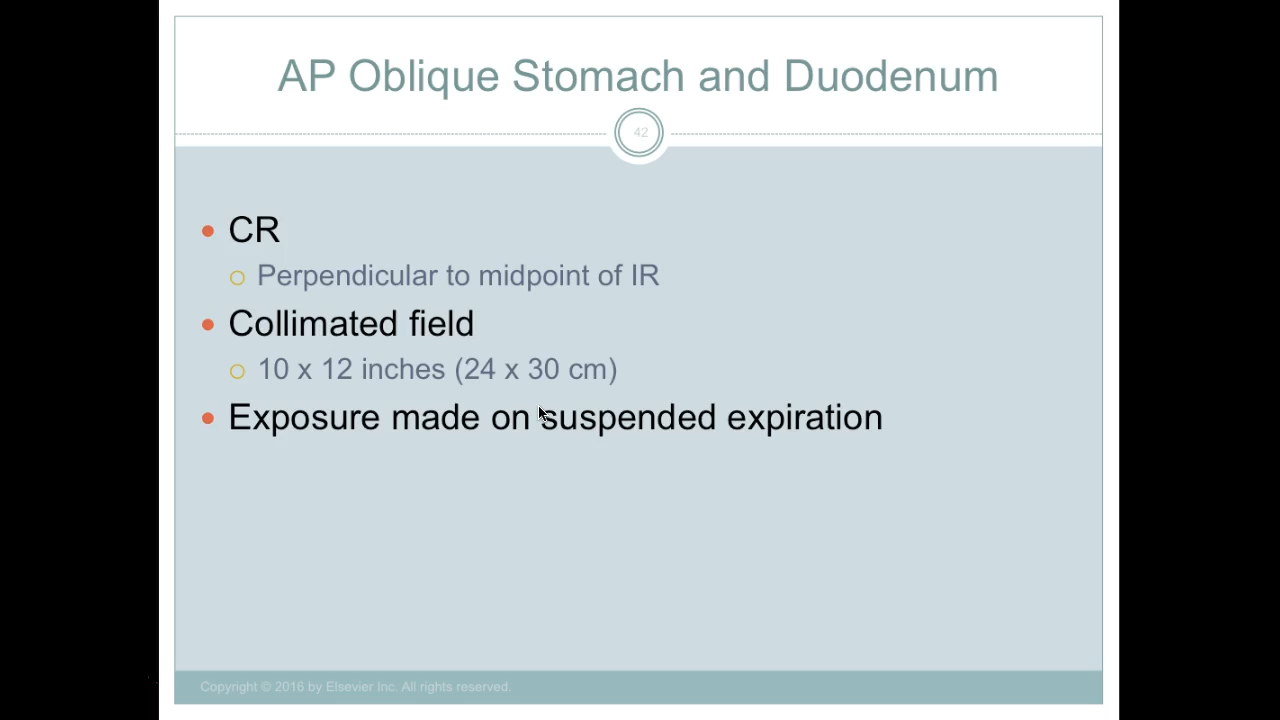 AP Oblique Stomach and Duodenum
42
CR
Perpendicular to midpoint of IR
Collimated field
10 x 12 inches (24 x 30 cm)
Exposure made on suspended expiration
Copyright © 2016 by Elsevier Inc. All rights reserved.